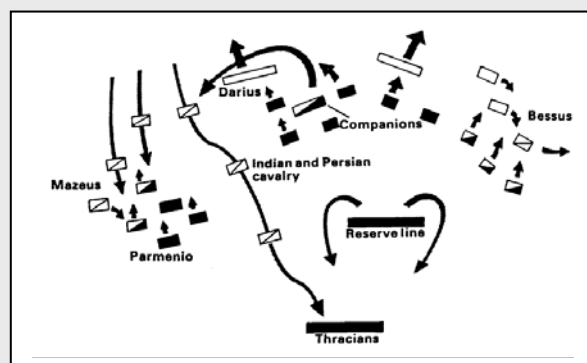 Darius
Bessus
Companions
Indian and Persian
cavalry
Mazeus
Reserve line
Parmenio
Thracians